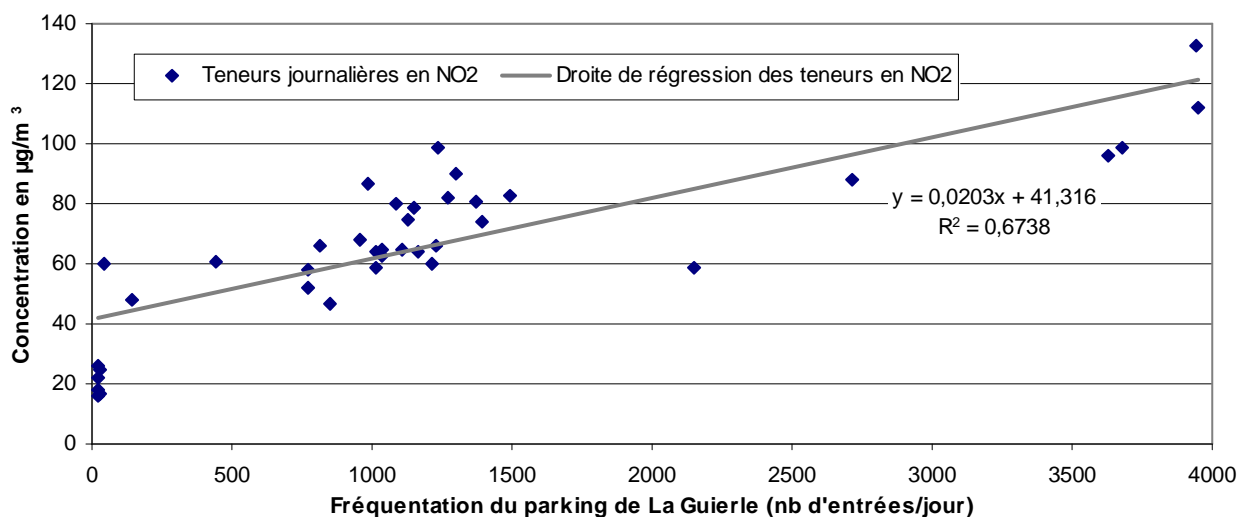 140
120
100
80
60
40
20
0
Concentration en µg/m ³
Teneurs journalières en NO2
Droite de régression des teneurs en NO2
y = 0,0203x + 41,316
R² = 0,6738
0 500 1000 1500 2000 2500 3000 3500 4000
Fréquentation du parking de La Guierle (nb d'entrées/jour)